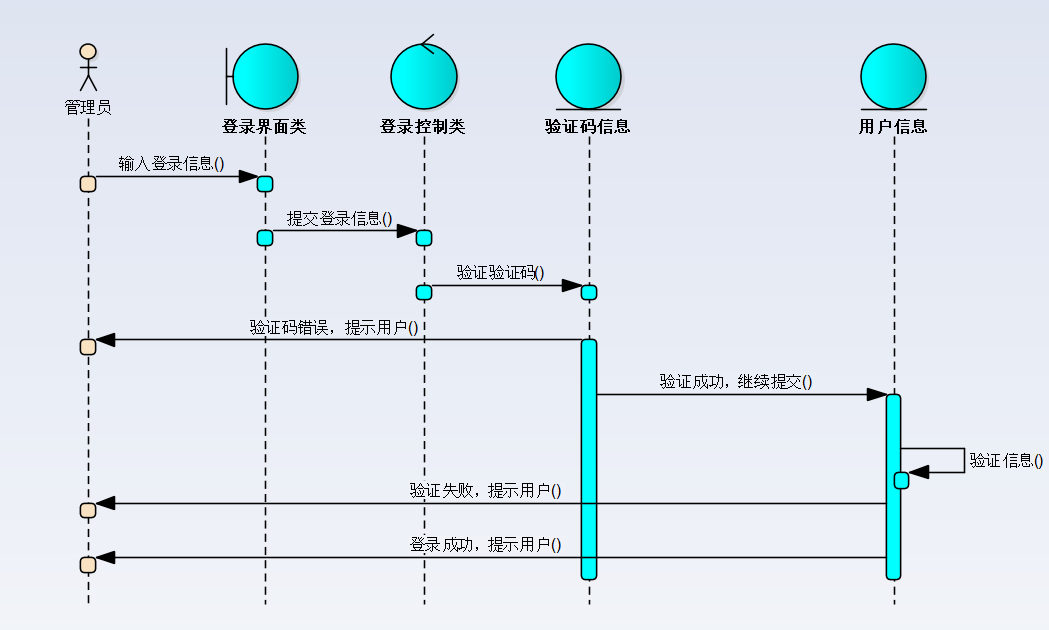 管理员
登录界面类
登录控制类
验证码信息
用户信息
输入登录信息()
提交登录信息()
验证验证码()
验证码错误，提示用户()
验证成功，继续提交()
验证信息()
验证失败，提示用户()
登录成功，提示用户()